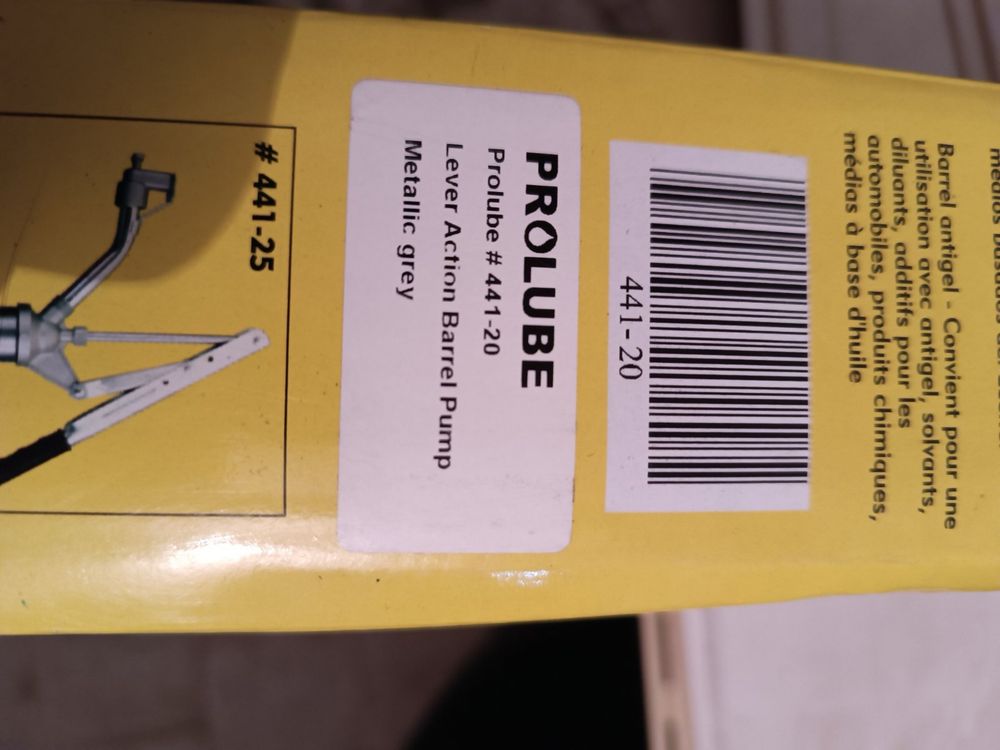 Barrel antigel - Convient pour une
utilisation avec antigel, solvants,
diluants, additifs pour les
automobiles, produits chimiques,
médias à base d'huile
441-20
PROLUBE
Prolube # 441-20
Lever Action Barrel Pump
Metallic grey
# 441-25